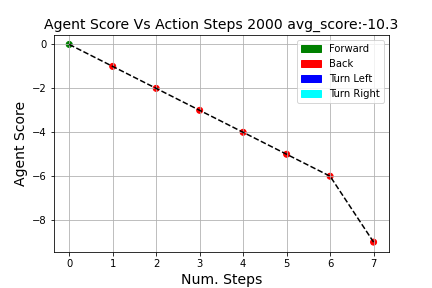 Agent Score Vs Action Steps 2000 avg_score:-10.3
0
−2
−4
−6
−8
Agent Score
Forward
Back
Turn Left
Turn Right
0 1 2 3 4 5 6 7
Num. Steps